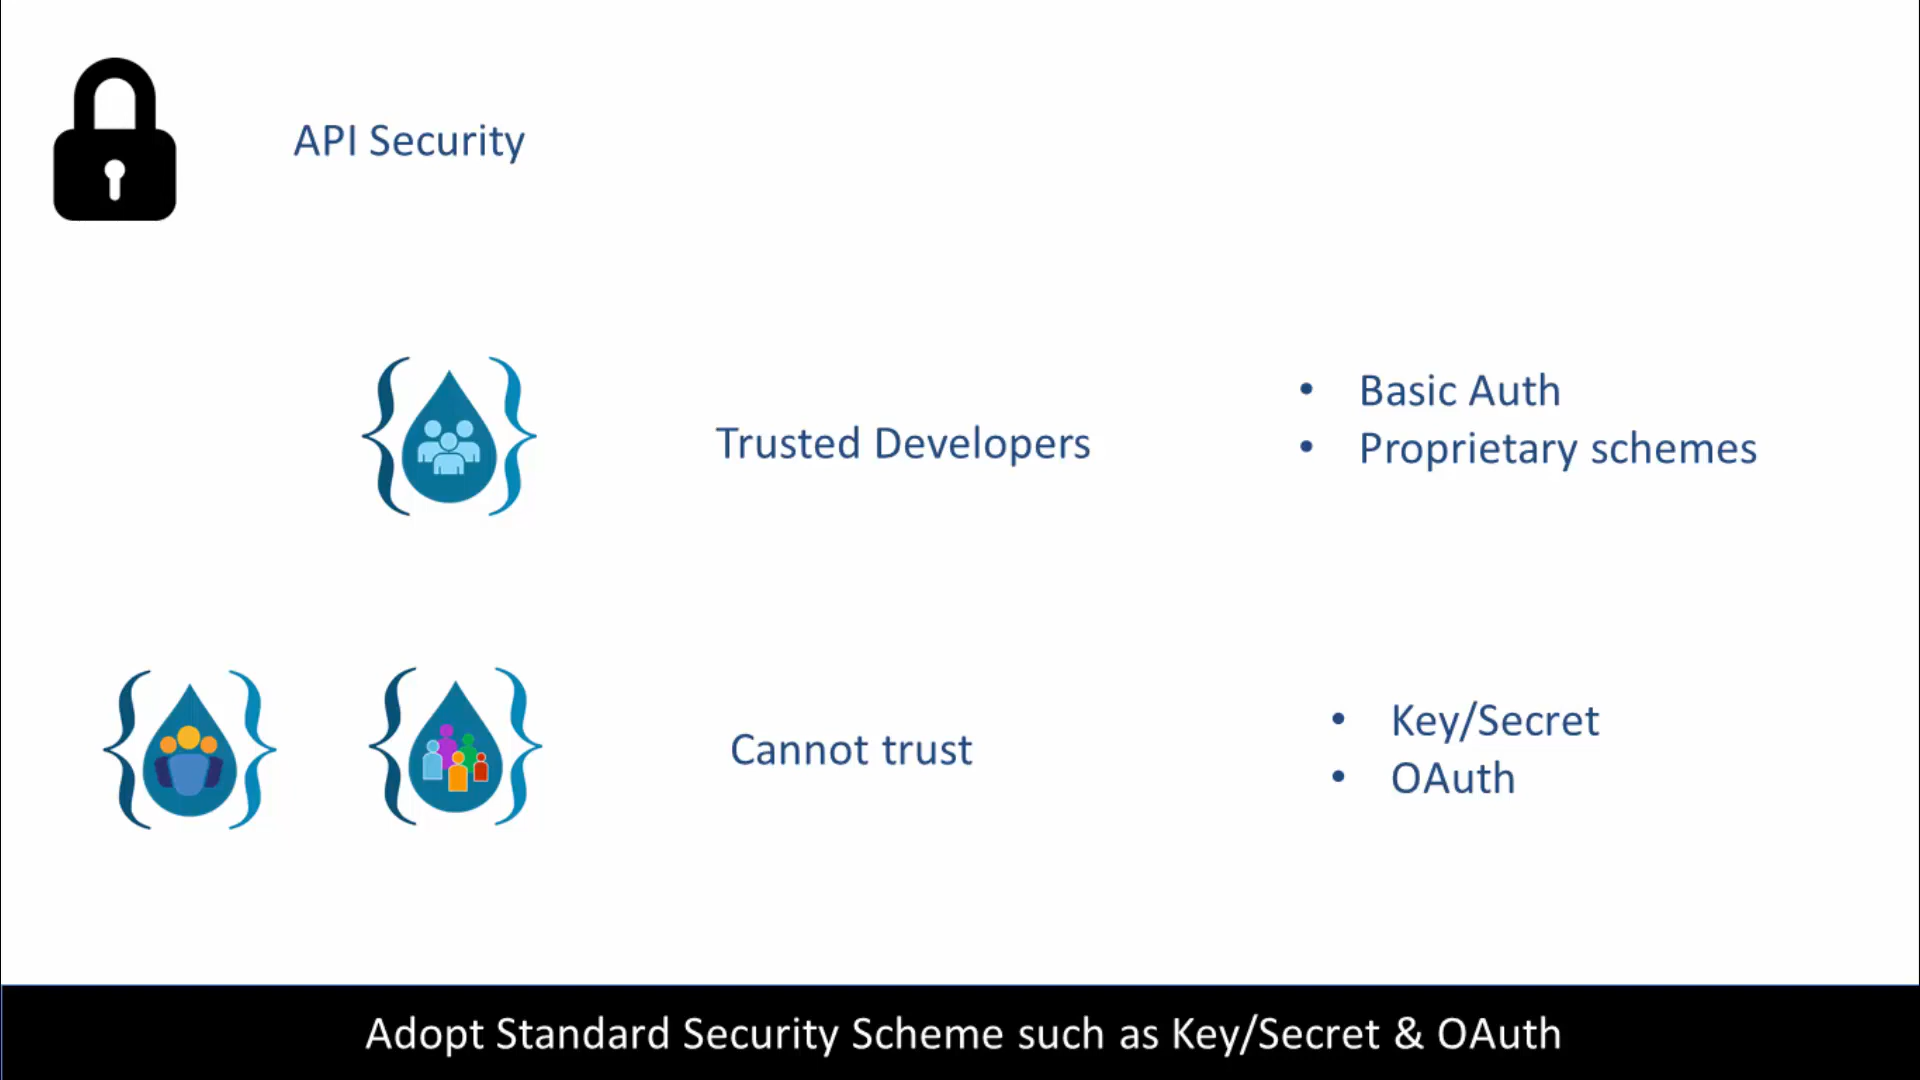 API Security
Trusted Developers
• Basic Auth
• Proprietary schemes
Cannot trust
• Key/Secret
• OAuth
Adopt Standard Security Scheme such as Key/Secret & OAuth